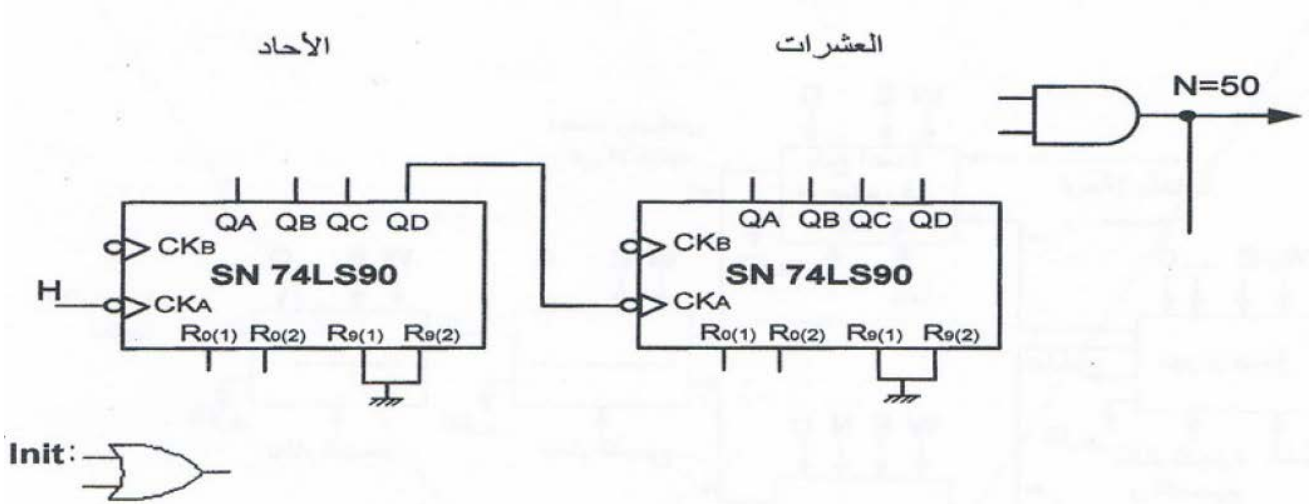 الأحاد العشرات
N=50
QA QB QC QD QA QB QC QD
CKB CKB
SN 74LS90 SN 74LS90
H CKA CKA
R0(1) R0(2) R9(1) R9(2) R0(1) R0(2) R9(1) R9(2)
Init: